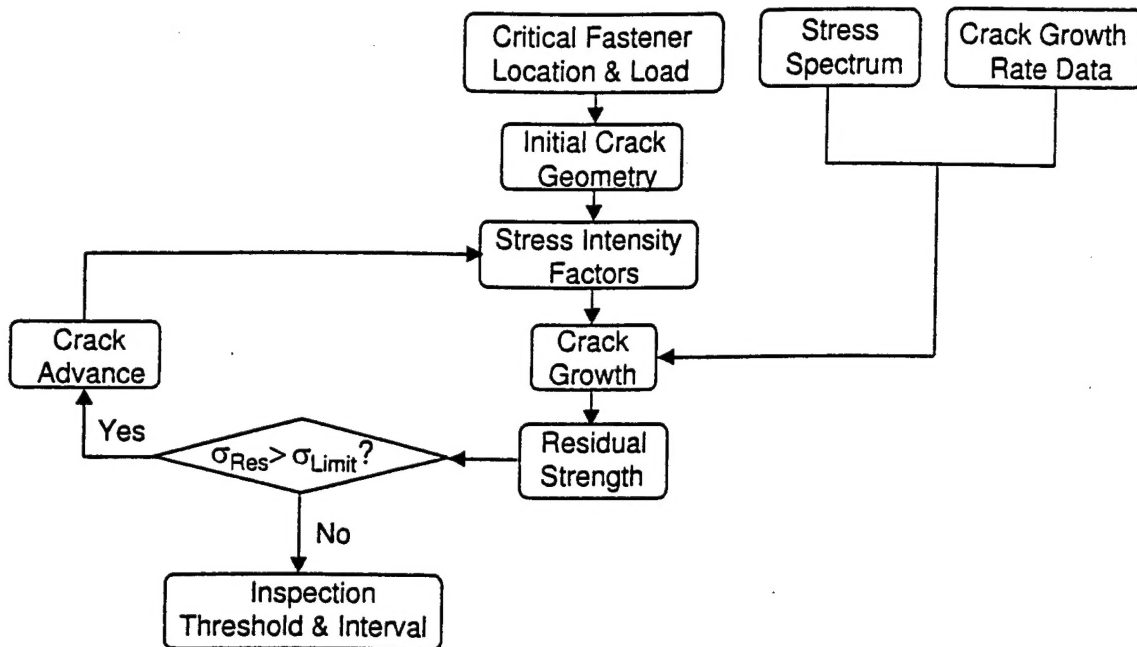 Critical Fastener
Location & Load
Stress
Spectrum
Crack Growth
Rate Data
Initial Crack
Geometry
Stress Intensity
Factors
Crack
Advance
Crack
Growth
Yes
σRes> σLimit?
Residual
Strength
No
Inspection
Threshold & Interval